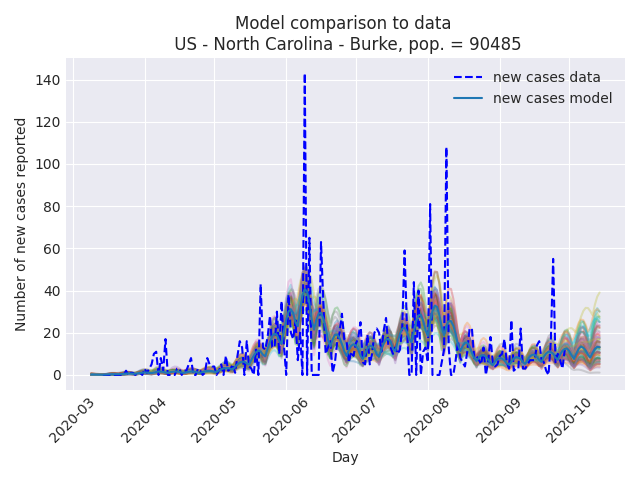 Model comparison to data
US - North Carolina - Burke, pop. = 90485
new cases data
new cases model
Number of new cases reported
140
120
100
80
60
40
20
0
2020-03
2020-04
2020-05
2020-06
2020-07
2020-08
2020-09
2020-10
Day